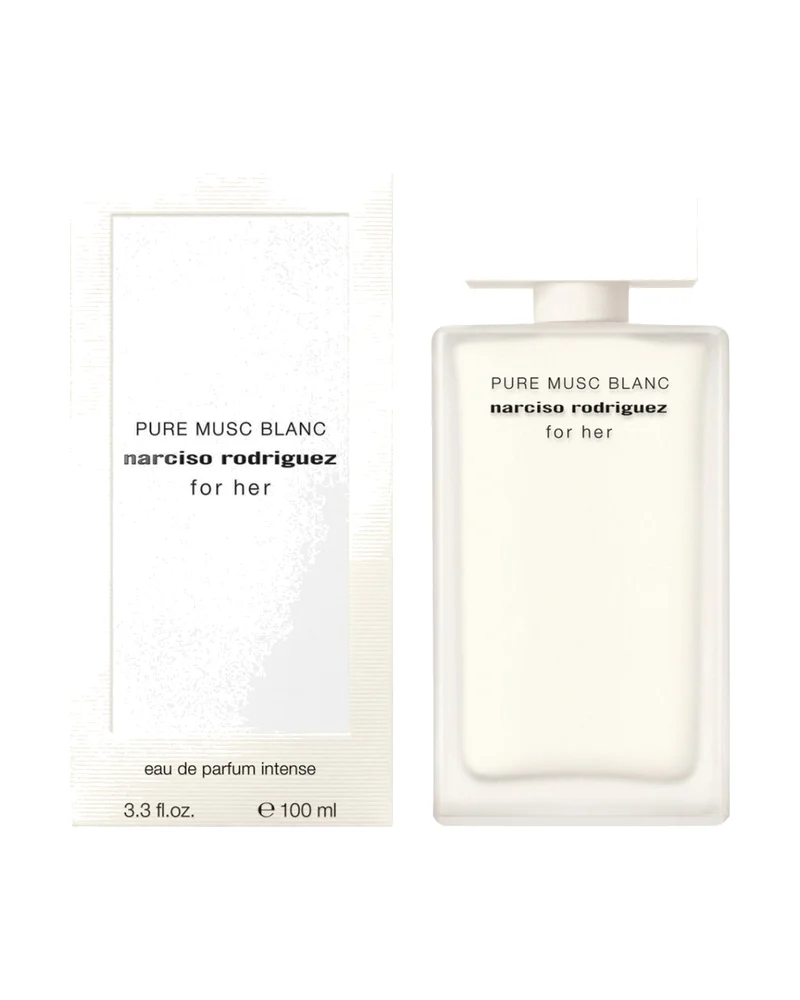 PURE MUSC BLANC
narciso rodriguez
for her
eau de parfum intense
3.3 fl.oz. ℮ 100 ml
PURE MUSC BLANC
narciso rodriguez
for her